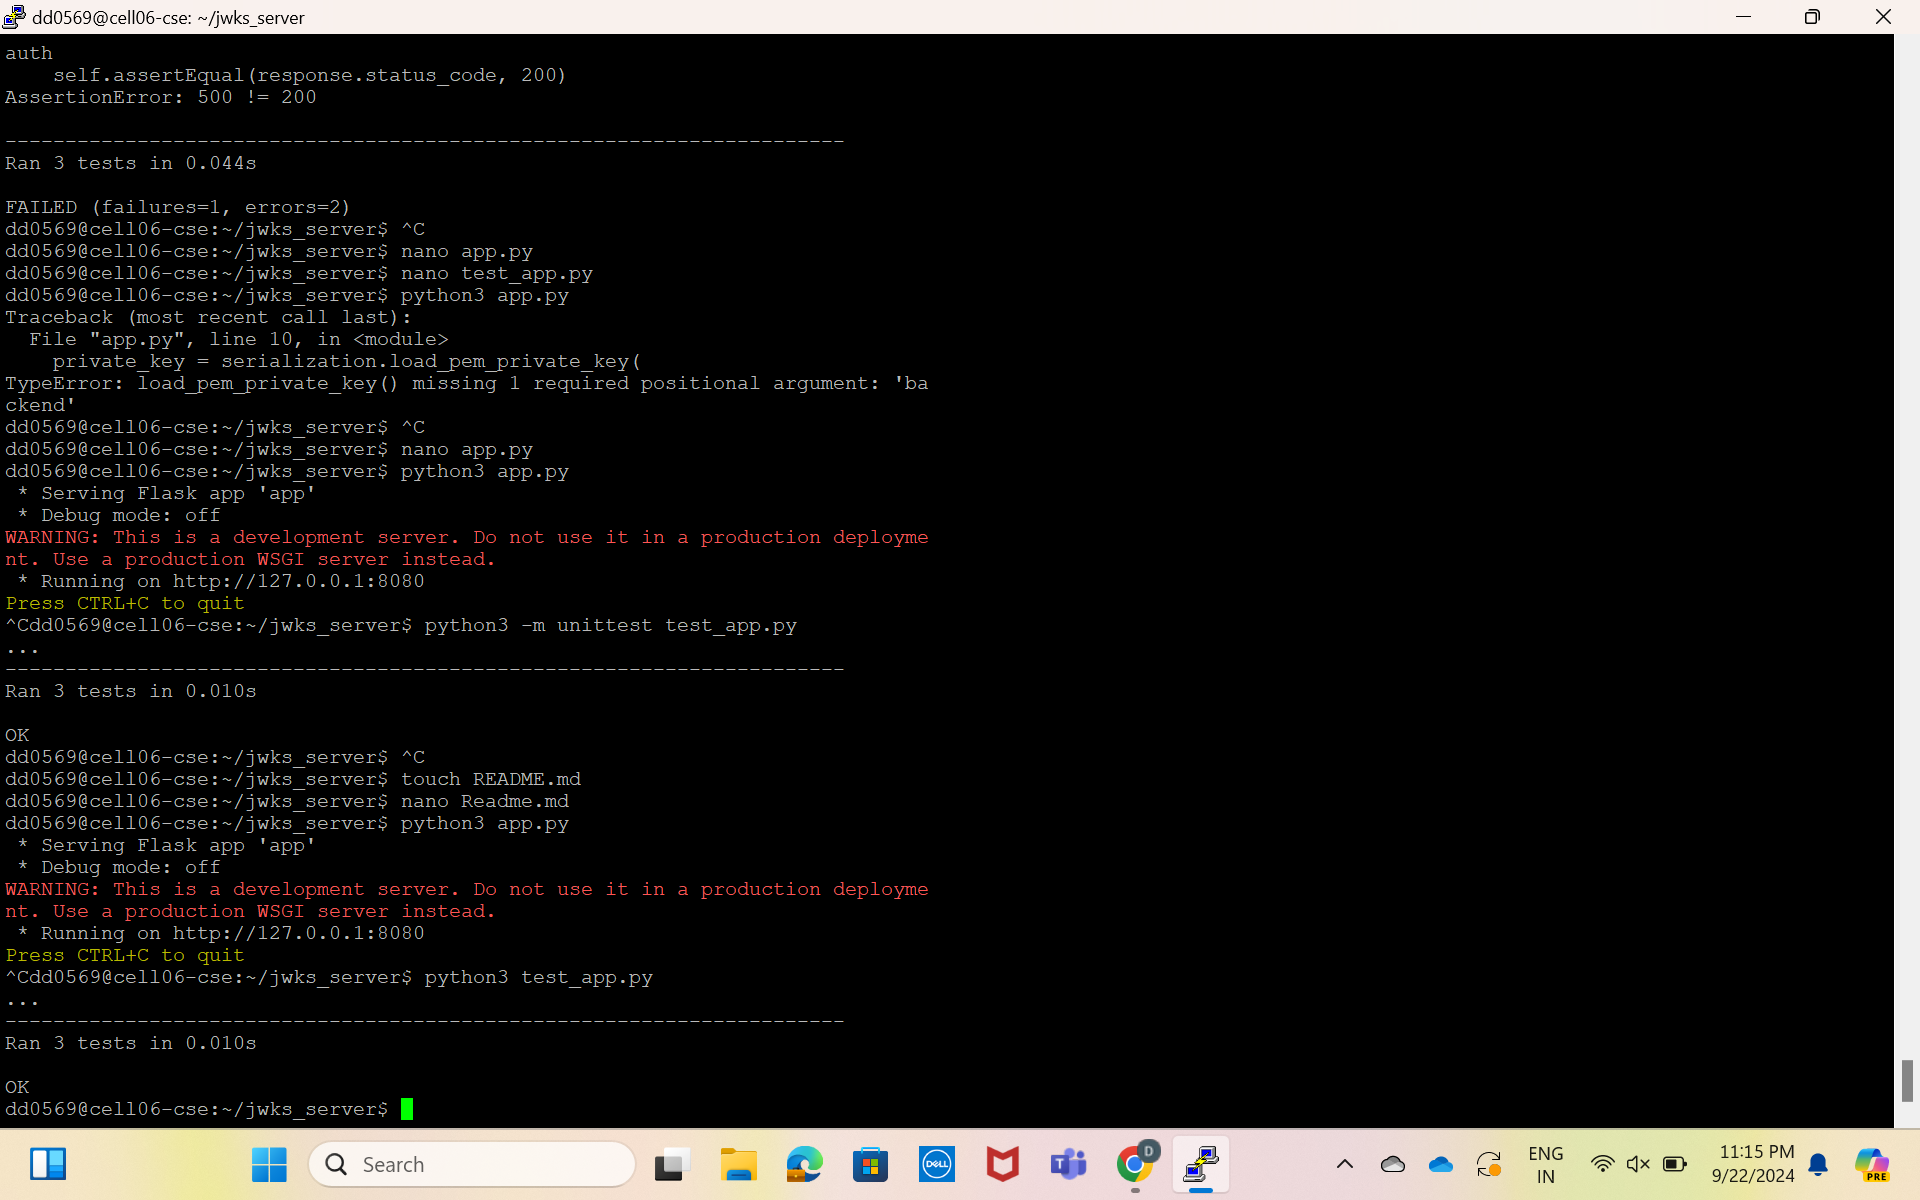 dd0569@cell06-cse: ~/jwks_server
auth
    self.assertEqual(response.status_code, 200)
AssertionError: 500 != 200
----------------------------------------------------------------------
Ran 3 tests in 0.044s
FAILED (failures=1, errors=2)
dd0569@cell06-cse:~/jwks_server$ ^C
dd0569@cell06-cse:~/jwks_server$ nano app.py
dd0569@cell06-cse:~/jwks_server$ nano test_app.py
dd0569@cell06-cse:~/jwks_server$ python3 app.py
Traceback (most recent call last):
  File "app.py", line 10, in <module>
    private_key = serialization.load_pem_private_key(
TypeError: load_pem_private_key() missing 1 required positional argument: 'ba
ckend'
dd0569@cell06-cse:~/jwks_server$ ^C
dd0569@cell06-cse:~/jwks_server$ nano app.py
dd0569@cell06-cse:~/jwks_server$ python3 app.py
 * Serving Flask app 'app'
 * Debug mode: off
WARNING: This is a development server. Do not use it in a production deployme
nt. Use a production WSGI server instead.
 * Running on http://127.0.0.1:8080
Press CTRL+C to quit
^Cdd0569@cell06-cse:~/jwks_server$ python3 -m unittest test_app.py
...
----------------------------------------------------------------------
Ran 3 tests in 0.010s
OK
dd0569@cell06-cse:~/jwks_server$ ^C
dd0569@cell06-cse:~/jwks_server$ touch README.md
dd0569@cell06-cse:~/jwks_server$ nano Readme.md
dd0569@cell06-cse:~/jwks_server$ python3 app.py
 * Serving Flask app 'app'
 * Debug mode: off
WARNING: This is a development server. Do not use it in a production deployme
nt. Use a production WSGI server instead.
 * Running on http://127.0.0.1:8080
Press CTRL+C to quit
^Cdd0569@cell06-cse:~/jwks_server$ python3 test_app.py
...
----------------------------------------------------------------------
Ran 3 tests in 0.010s
OK
dd0569@cell06-cse:~/jwks_server$
Search
DELL
D
ENG
IN
11:15 PM
9/22/2024
PRE